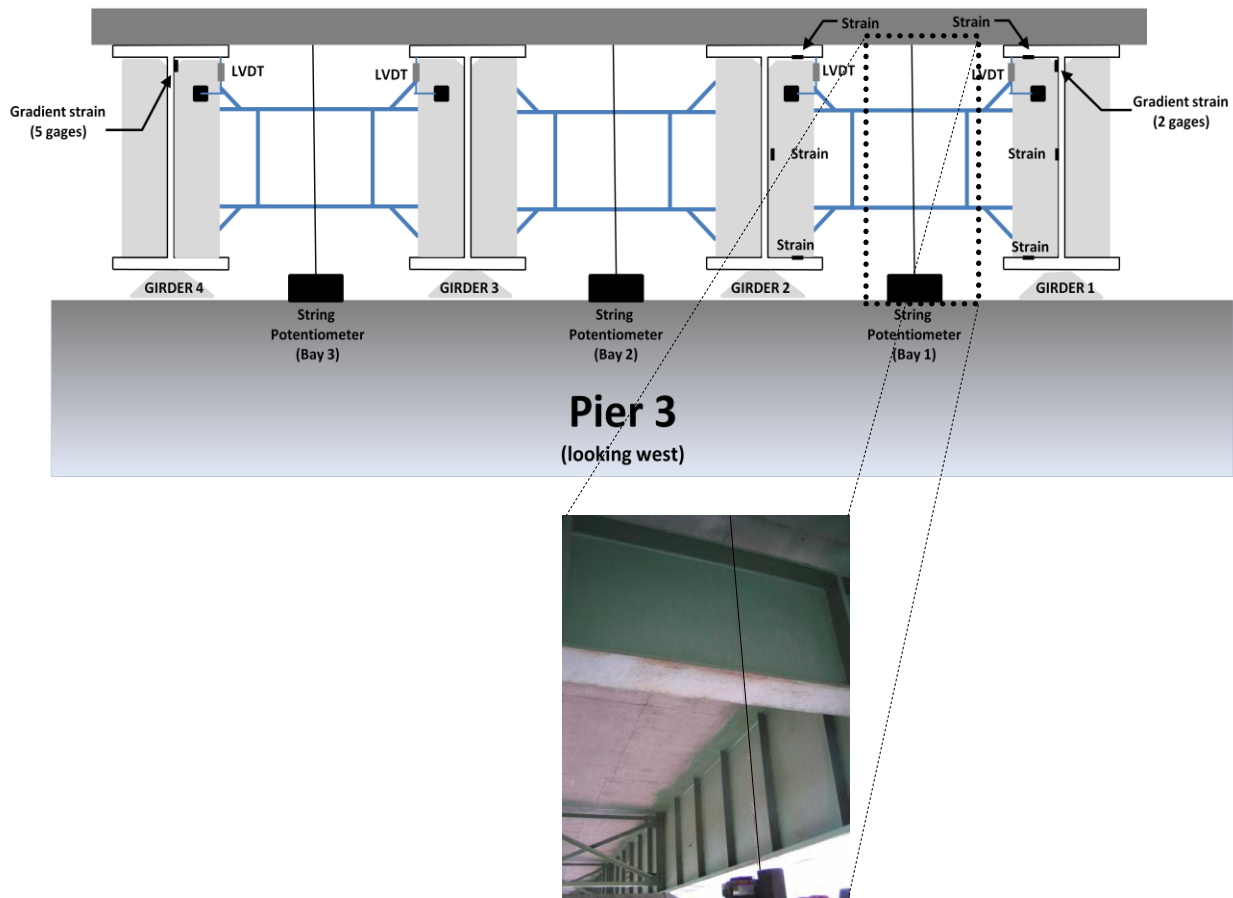 Strain
Strain
LVDT
LVDT
LVDT
LVDT
Gradient strain
(5 gages)
Gradient strain
(2 gages)
Strain
Strain
Strain
Strain
GIRDER 4
GIRDER 3
GIRDER 2
GIRDER 1
String
Potentiometer
(Bay 3)
String
Potentiometer
(Bay 2)
String
Potentiometer
(Bay 1)
Pier 3
(looking west)